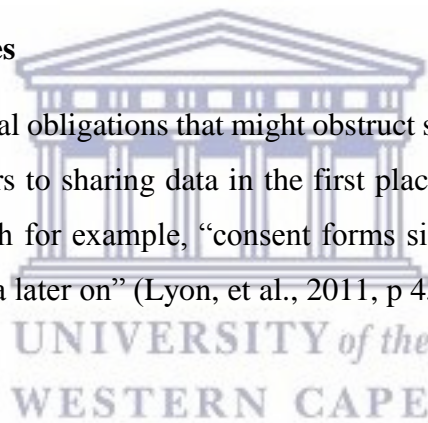 es
al obligations that might obstruct s
rs to sharing data in the first plac
h for example, “consent forms si
a later on” (Lyon, et al., 2011, p 4
UNIVERSITY of the
WESTERN CAPE